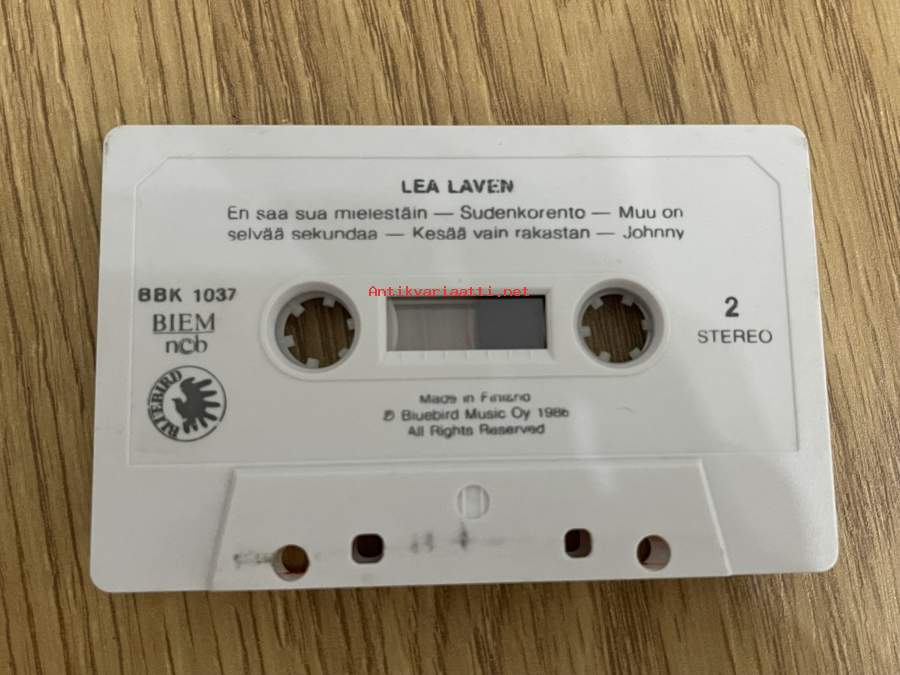 LEA LAVEN
En saa sua mielestäin — Sudenkorento — Muu on
selvää sekundaa — Kesää vain rakastan — Johnny
Antikvariaatti.net
BBK 1037
BIEM
ncb
BLUEBIRD
2
STEREO
Made in Finland
℗ Bluebird Music Oy 1986
All Rights Reserved